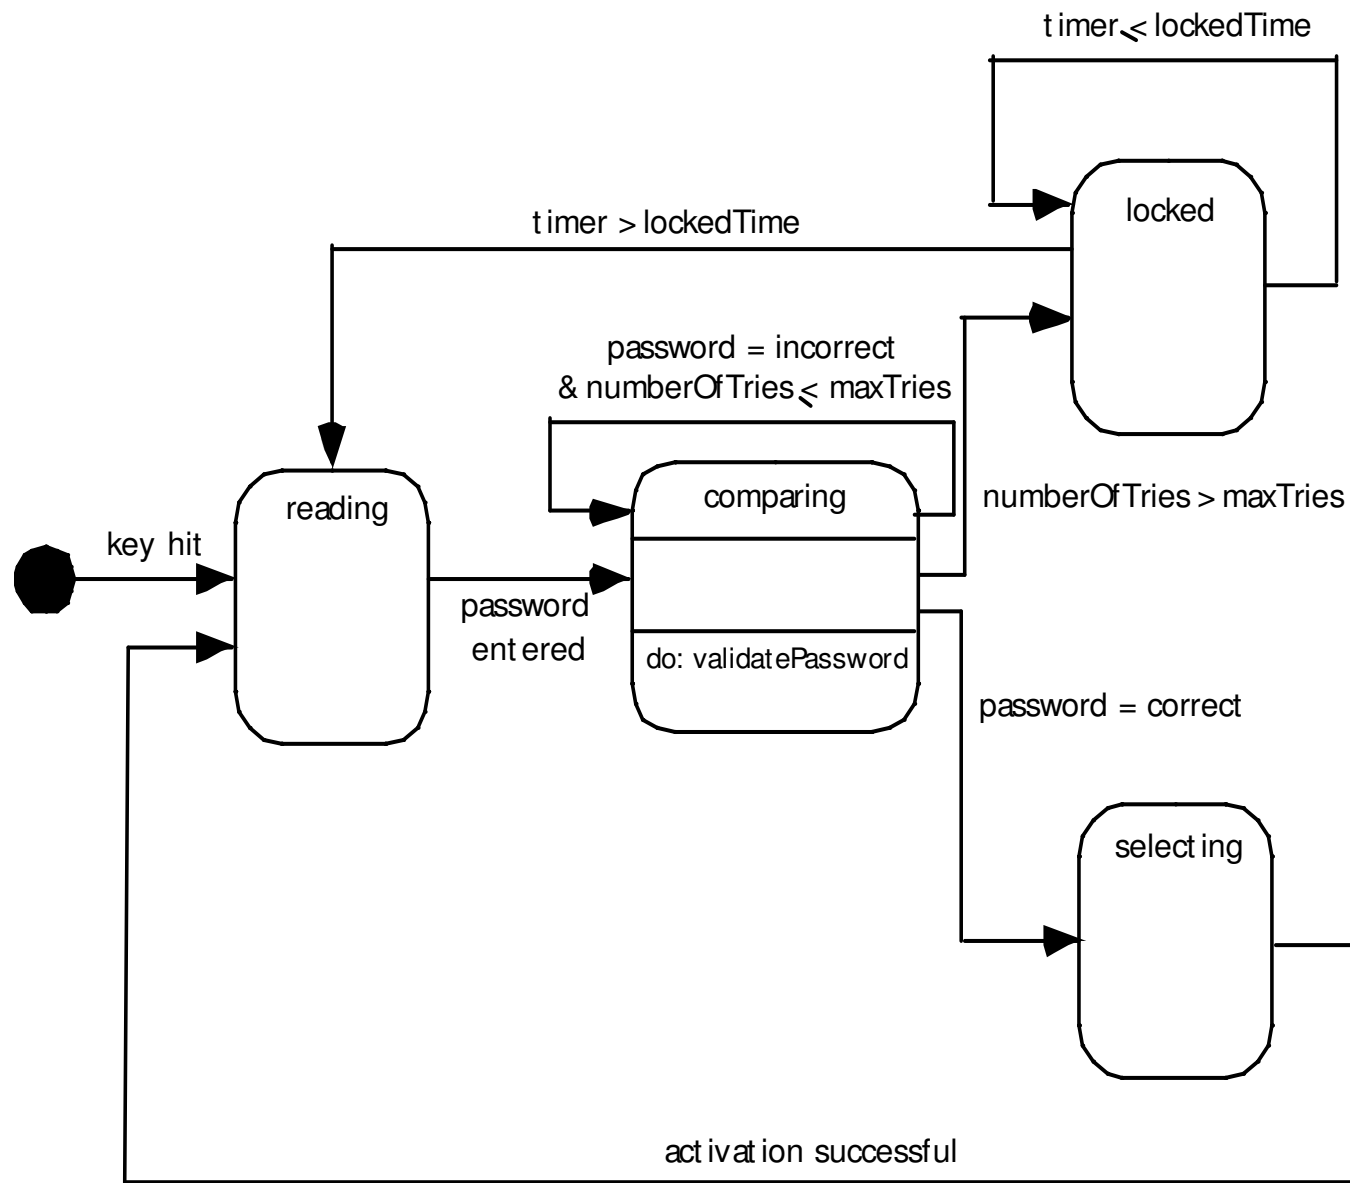 timer ≤ lockedTime
locked
timer > lockedTime
password = incorrect
& numberOfTries ≤ maxTries
comparing
numberOfTries > maxTries
reading
key hit
password
entered
do: validatePassword
password = correct
selecting
activation successful